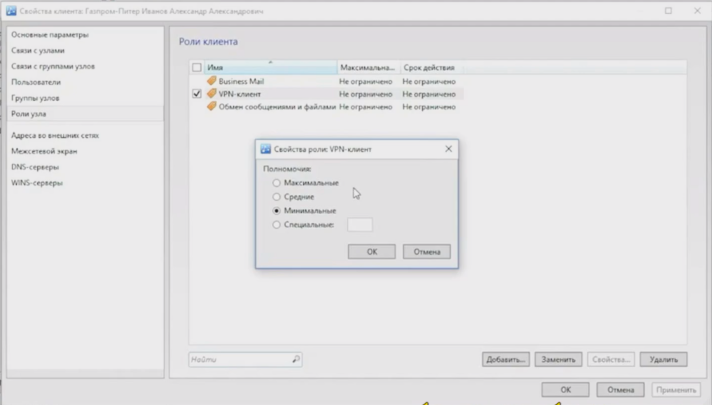 Свойства клиента: Газпром-Питер Иванов Александр Александрович
Основные параметры
Связи с узлами
Связи с группами узлов
Пользователи
Группы узлов
Роли узла
Адреса во внешних сетях
Межсетевой экран
DNS-серверы
WINS-серверы
Роли клиента
Имя Максимальна... Срок действия
Business Mail Не ограничено Не ограничено
VPN-клиент Не ограничено Не ограничено
Обмен сообщениями и файлами Не ограничено Не ограничено
Свойства роли: VPN-клиент
Полномочия:
Максимальные
Средние
Минимальные
Специальные:
ОК Отмена
Найти
Добавить... Заменить Свойства... Удалить
ОК Отмена Применить